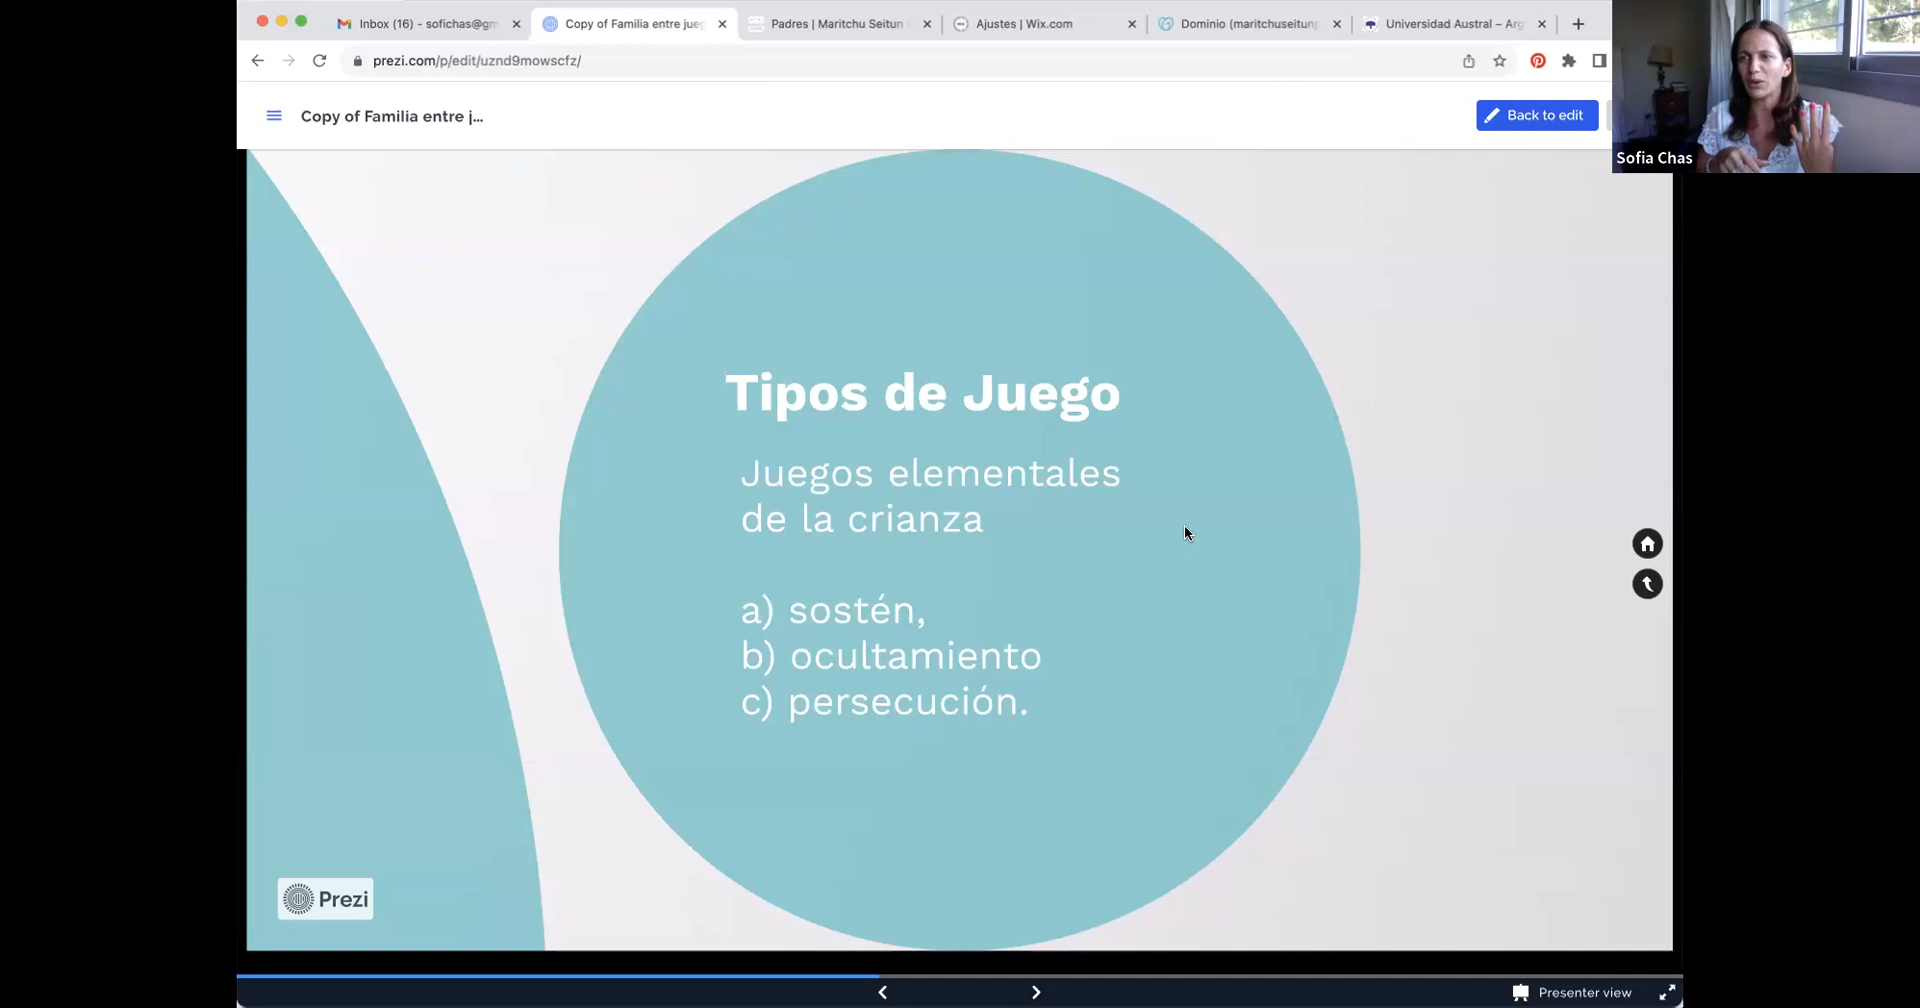 Inbox (16) - sofichas@gm
Copy of Familia entre jueg
Padres | Maritchu Seitun
Ajustes | Wix.com
Dominio (maritchuseitunp
Universidad Austral – Arg
prezi.com/p/edit/uznd9mowscfz/
Copy of Familia entre j...
Back to edit
Sofia Chas
Tipos de Juego
Juegos elementales
de la crianza
a) sostén,
b) ocultamiento
c) persecución.
Prezi
Presenter view